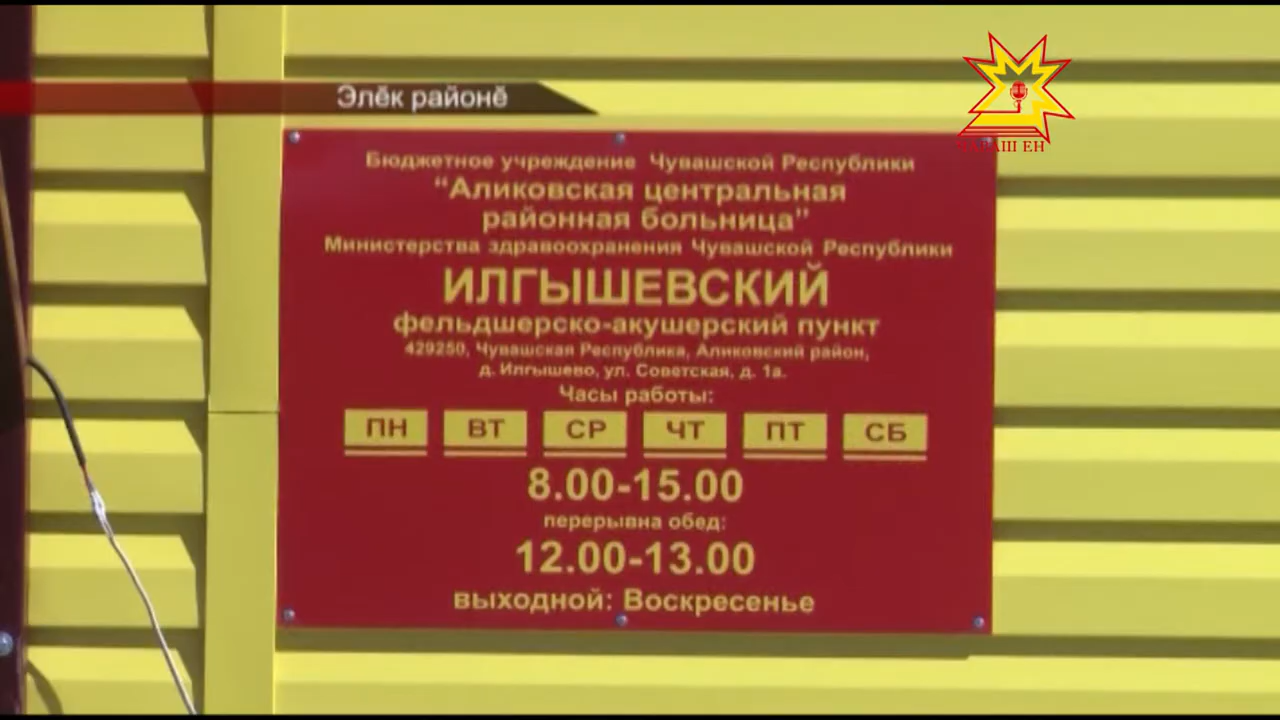 Элӗк районӗ
Бюджетное учреждение Чувашской Республики
"Аликовская центральная
районная больница"
Министерства здравоохранения Чувашской Республики
ИЛГЫШЕВСКИЙ
фельдшерско-акушерский пункт
429250, Чувашская Республика, Аликовский район,
д. Илгышево, ул. Советская, д. 1а.
Часы работы:
ПН ВТ СР ЧТ ПТ СБ
8.00-15.00
перерывна обед:
12.00-13.00
выходной: Воскресенье